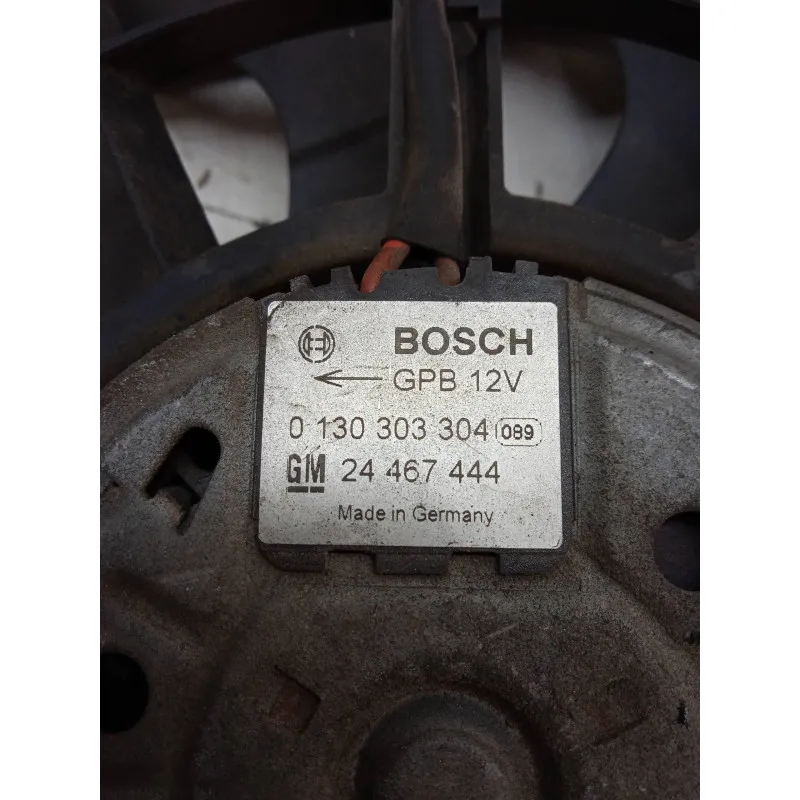 BOSCH
← GPB 12V
0 130 303 304 089
GM 24 467 444
Made in Germany